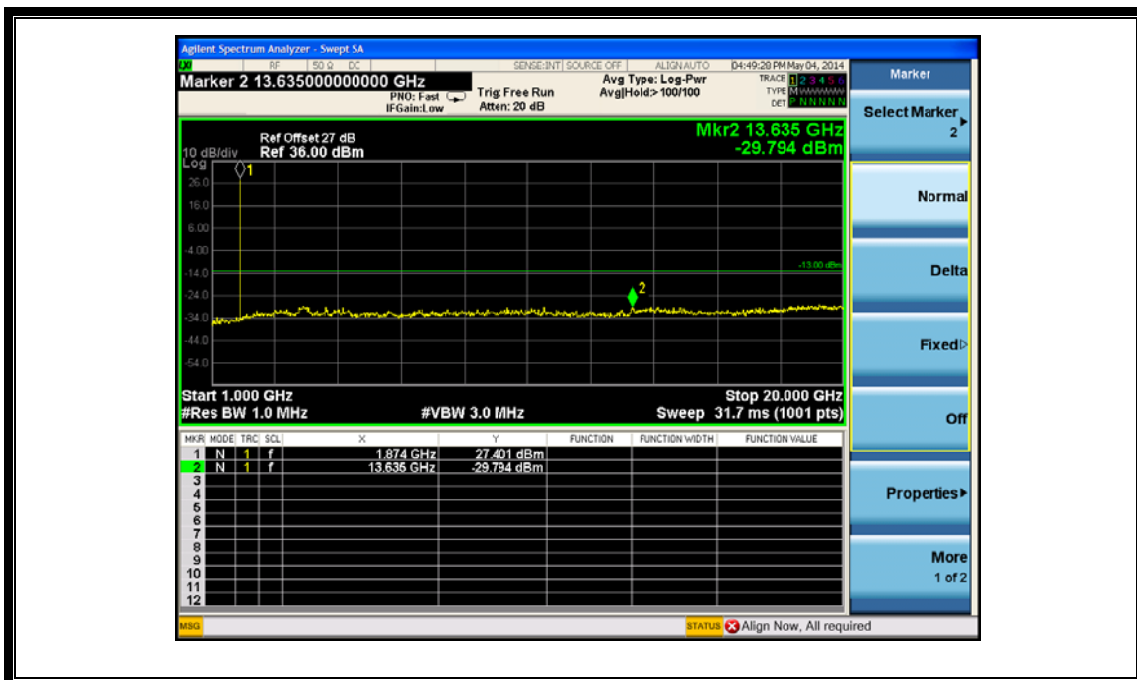 Agilent Spectrum Analyzer - Swept SA
RF 50 Ω DC SENSE:INT SOURCE OFF ALIGN AUTO 04:49:28 PM May 04, 2014
Marker 2 13.635000000000 GHz
PNO: Fast
IFGain:Low
Trig: Free Run
Atten: 20 dB
Avg Type: Log-Pwr
Avg|Hold:> 100/100
TRACE 1 2 3 4 5 6
TYPE M WWWWW
DET P N N N N N
Ref Offset 27 dB
10 dB/div Ref 36.00 dBm
Mkr2 13.635 GHz
-29.794 dBm
Log
1
26.0
16.0
6.00
-4.00
-13.00 dBm
-14.0
-24.0
2
-34.0
-44.0
-54.0
Start 1.000 GHz Stop 20.000 GHz
#Res BW 1.0 MHz #VBW 3.0 MHz Sweep 31.7 ms (1001 pts)
MKR MODE TRC SCL X Y FUNCTION FUNCTION WIDTH FUNCTION VALUE
1 N 1 f 1.874 GHz 27.401 dBm
2 N 1 f 13.635 GHz -29.794 dBm
3
4
5
6
7
8
9
10
11
12
MSG STATUS Align Now, All required
Marker
Select Marker
2
Normal
Delta
Fixed
Off
Properties
More
1 of 2